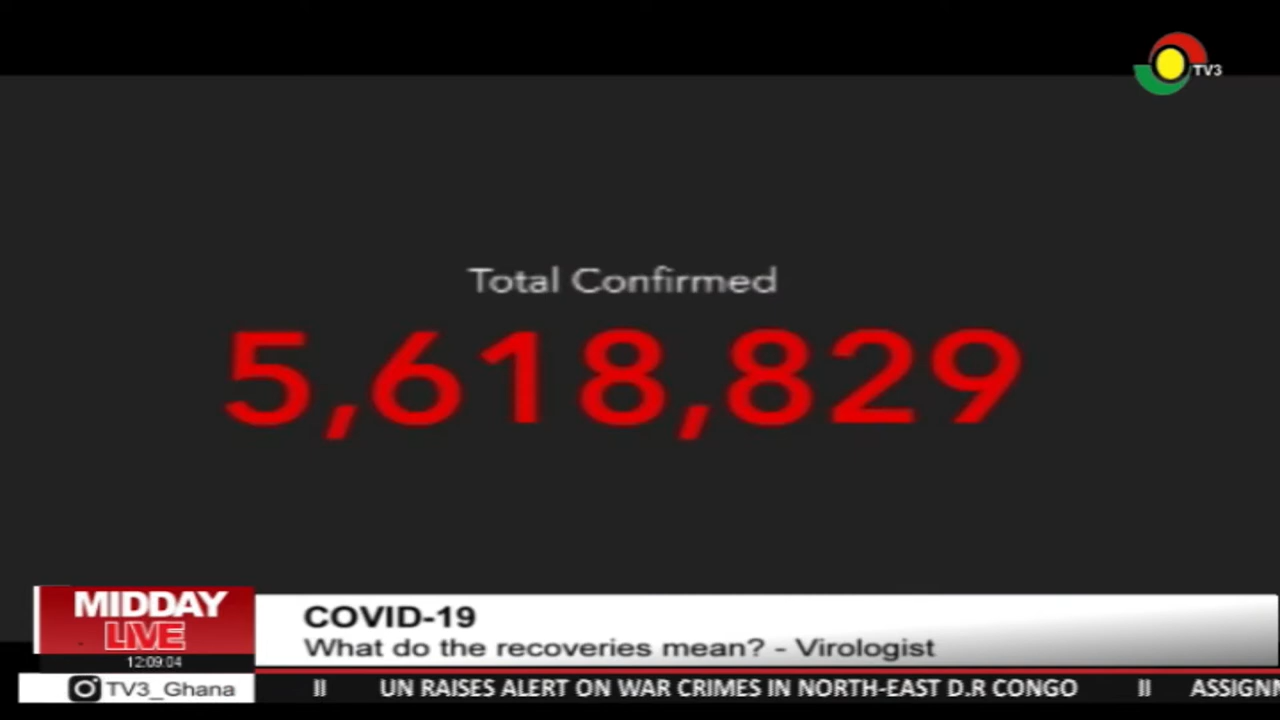 TV3
Total Confirmed
5,618,829
MIDDAY
LIVE
12:09:04
COVID-19
What do the recoveries mean? - Virologist
TV3_Ghana
UN RAISES ALERT ON WAR CRIMES IN NORTH-EAST D.R CONGO